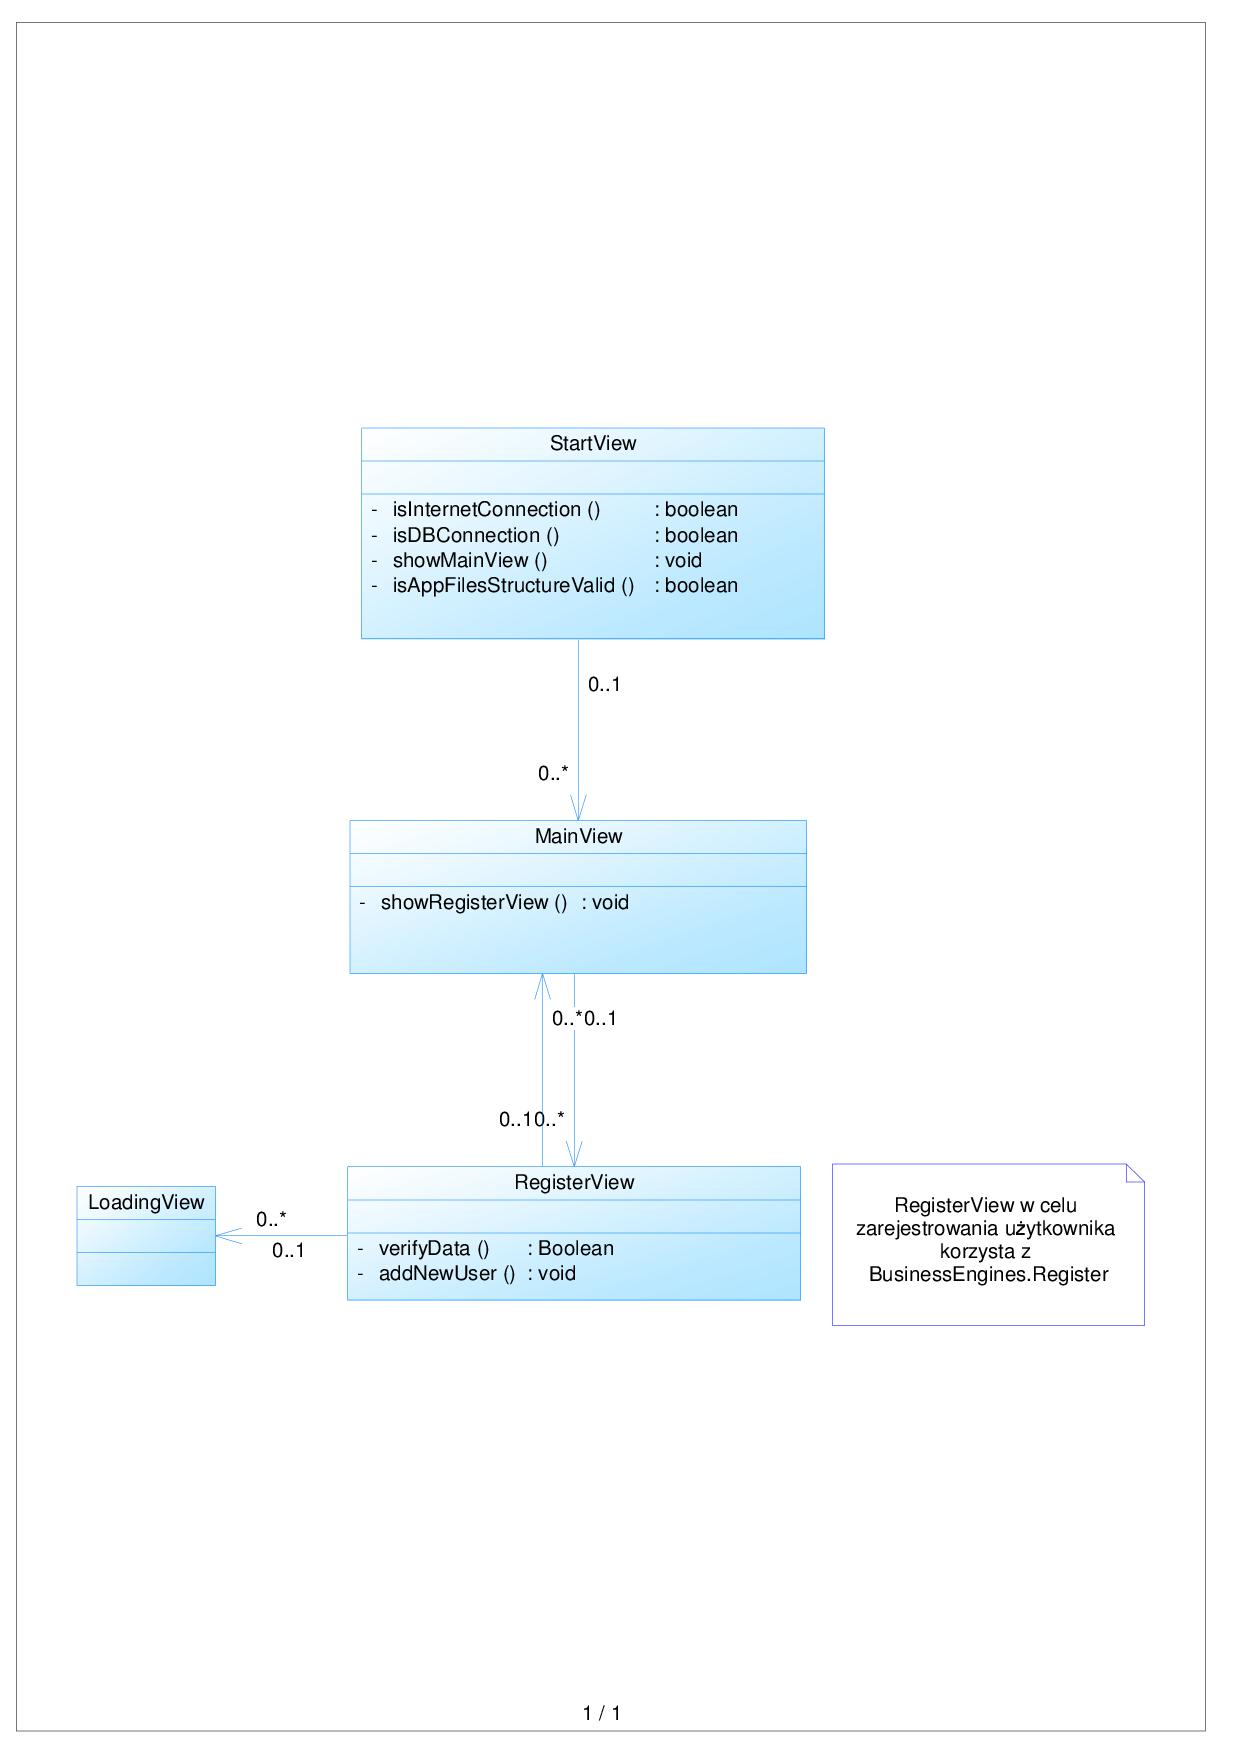 StartView
- isInternetConnection () : boolean
- isDBConnection () : boolean
- showMainView () : void
- isAppFilesStructureValid () : boolean
0..1
0..*
MainView
- showRegisterView () : void
0..*0..1
0..10..*
RegisterView
- verifyData () : Boolean
- addNewUser () : void
LoadingView
0..*
0..1
RegisterView w celu
zarejestrowania użytkownika
korzysta z
BusinessEngines.Register
1 / 1